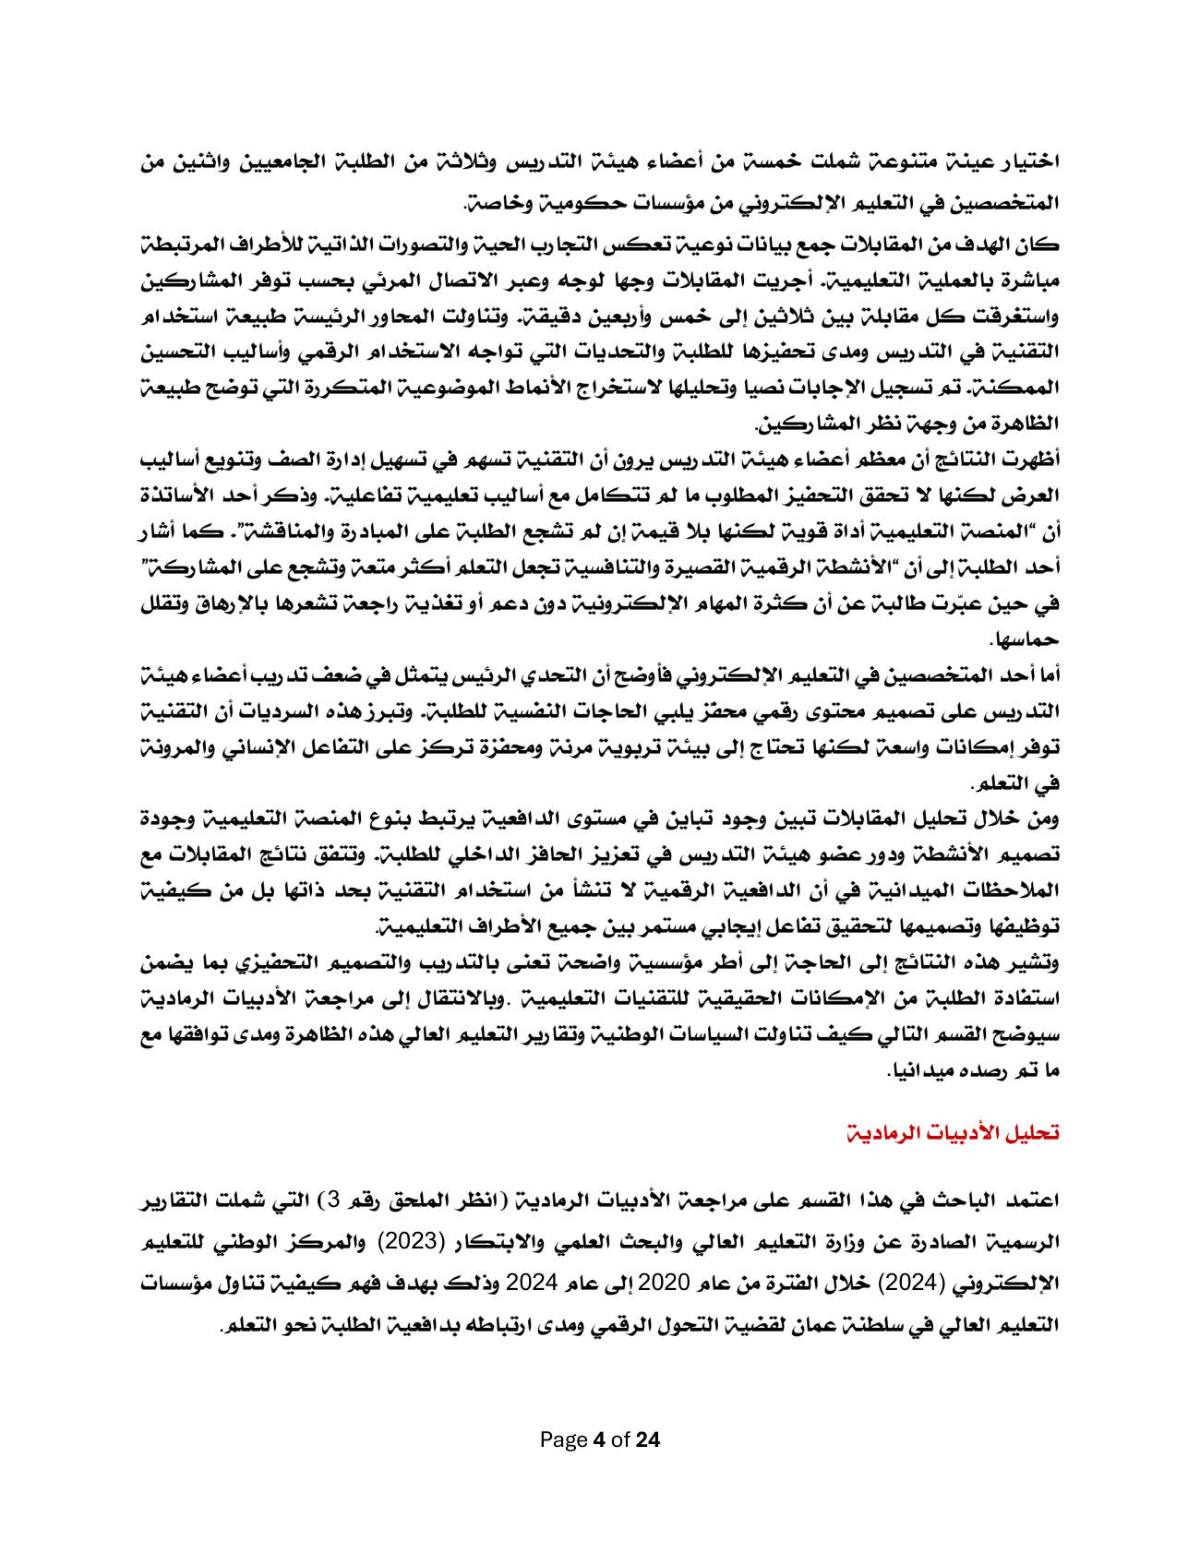 اختيار عينة متنوعة شملت خمسة من أعضاء هيئة التدريس وثلاثة من الطلبة الجامعيين واثنين من
المتخصصين في التعليم الإلكتروني من مؤسسات حكومية وخاصة.
كان الهدف من المقابلات جمع بيانات نوعية تعكس التجارب الحية والتصورات الذاتية للأطراف المرتبطة
مباشرة بالعملية التعليمية. أجريت المقابلات وجها لوجه وعبر الاتصال المرئي بحسب توفر المشاركين
واستغرقت كل مقابلة بين ثلاثين إلى خمس وأربعين دقيقة. وتناولت المحاور الرئيسة طبيعة استخدام
التقنية في التدريس ومدى تحفيزها للطلبة والتحديات التي تواجه الاستخدام الرقمي وأساليب التحسين
الممكنة. تم تسجيل الإجابات نصيا وتحليلها لاستخراج الأنماط الموضوعية المتكررة التي توضح طبيعة
الظاهرة من وجهة نظر المشاركين.
أظهرت النتائج أن معظم أعضاء هيئة التدريس يرون أن التقنية تسهم في تسهيل إدارة الصف وتنويع أساليب
العرض لكنها لا تحقق التحفيز المطلوب ما لم تتكامل مع أساليب تعليمية تفاعلية. وذكر أحد الأساتذة
أن “المنصة التعليمية أداة قوية لكنها بلا قيمة إن لم تشجع الطلبة على المبادرة والمناقشة”. كما أشار
أحد الطلبة إلى أن “الأنشطة الرقمية القصيرة والتنافسية تجعل التعلم أكثر متعة وتشجع على المشاركة”
في حين عبّرت طالبة عن أن كثرة المهام الإلكترونية دون دعم أو تغذية راجعة تشعرها بالإرهاق وتقلل
حماسها.
أما أحد المتخصصين في التعليم الإلكتروني فأوضح أن التحدي الرئيس يتمثل في ضعف تدريب أعضاء هيئة
التدريس على تصميم محتوى رقمي محفز يلبي الحاجات النفسية للطلبة. وتبرز هذه السرديات أن التقنية
توفر إمكانات واسعة لكنها تحتاج إلى بيئة تربوية مرنة ومحفزة تركز على التفاعل الإنساني والمرونة
في التعلم.
ومن خلال تحليل المقابلات تبين وجود تباين في مستوى الدافعية يرتبط بنوع المنصة التعليمية وجودة
تصميم الأنشطة ودور عضو هيئة التدريس في تعزيز الحافز الداخلي للطلبة. وتتفق نتائج المقابلات مع
الملاحظات الميدانية في أن الدافعية الرقمية لا تنشأ من استخدام التقنية بحد ذاتها بل من كيفية
توظيفها وتصميمها لتحقيق تفاعل إيجابي مستمر بين جميع الأطراف التعليمية.
وتشير هذه النتائج إلى الحاجة إلى أطر مؤسسية واضحة تعنى بالتدريب والتصميم التحفيزي بما يضمن
استفادة الطلبة من الإمكانات الحقيقية للتقنيات التعليمية .وبالانتقال إلى مراجعة الأدبيات الرمادية
سيوضح القسم التالي كيف تناولت السياسات الوطنية وتقارير التعليم العالي هذه الظاهرة ومدى توافقها مع
ما تم رصده ميدانيا.
تحليل الأدبيات الرمادية
اعتمد الباحث في هذا القسم على مراجعة الأدبيات الرمادية (انظر الملحق رقم 3) التي شملت التقارير
الرسمية الصادرة عن وزارة التعليم العالي والبحث العلمي والابتكار (2023) والمركز الوطني للتعليم
الإلكتروني (2024) خلال الفترة من عام 2020 إلى عام 2024 وذلك بهدف فهم كيفية تناول مؤسسات
التعليم العالي في سلطنة عمان لقضية التحول الرقمي ومدى ارتباطه بدافعية الطلبة نحو التعلم.
Page 4 of 24